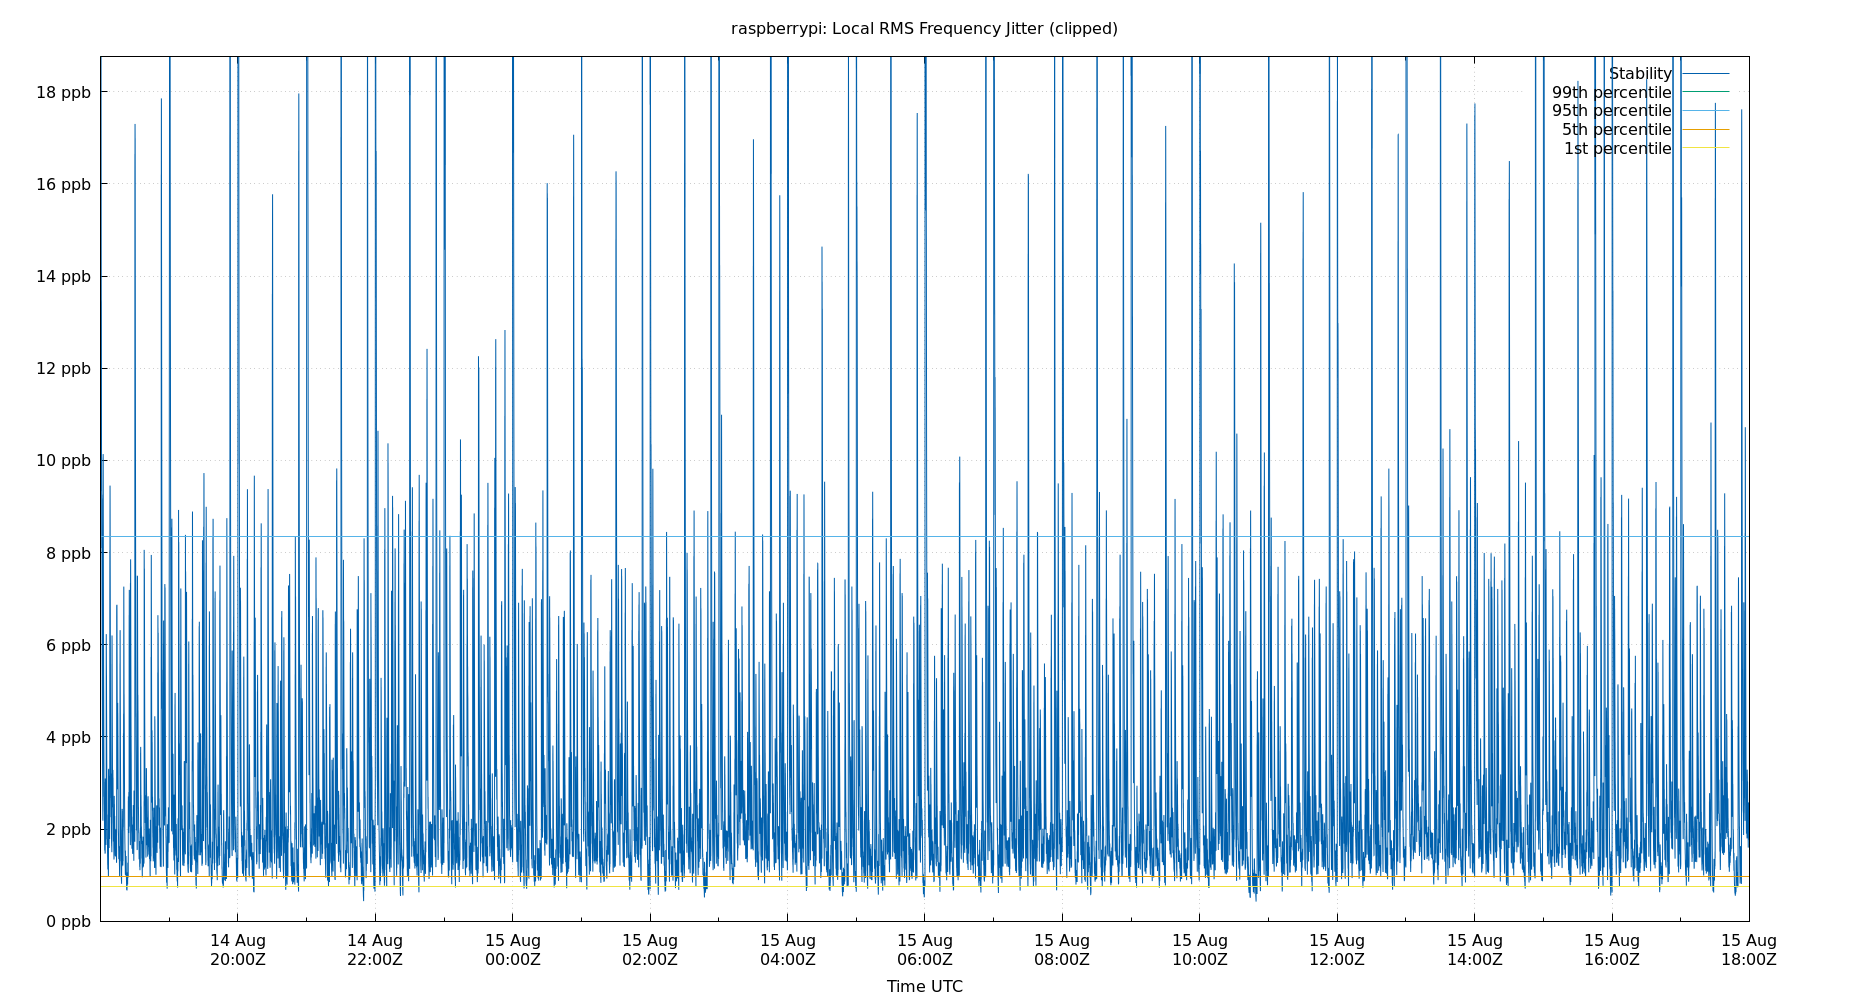 raspberrypi: Local RMS Frequency Jitter (clipped)
Stability
99th percentile
95th percentile
5th percentile
1st percentile
18 ppb
16 ppb
14 ppb
12 ppb
10 ppb
8 ppb
6 ppb
4 ppb
2 ppb
0 ppb
14 Aug 14 Aug 15 Aug 15 Aug 15 Aug 15 Aug 15 Aug 15 Aug 15 Aug 15 Aug 15 Aug 15 Aug
20:00Z 22:00Z 00:00Z 02:00Z 04:00Z 06:00Z 08:00Z 10:00Z 12:00Z 14:00Z 16:00Z 18:00Z
Time UTC